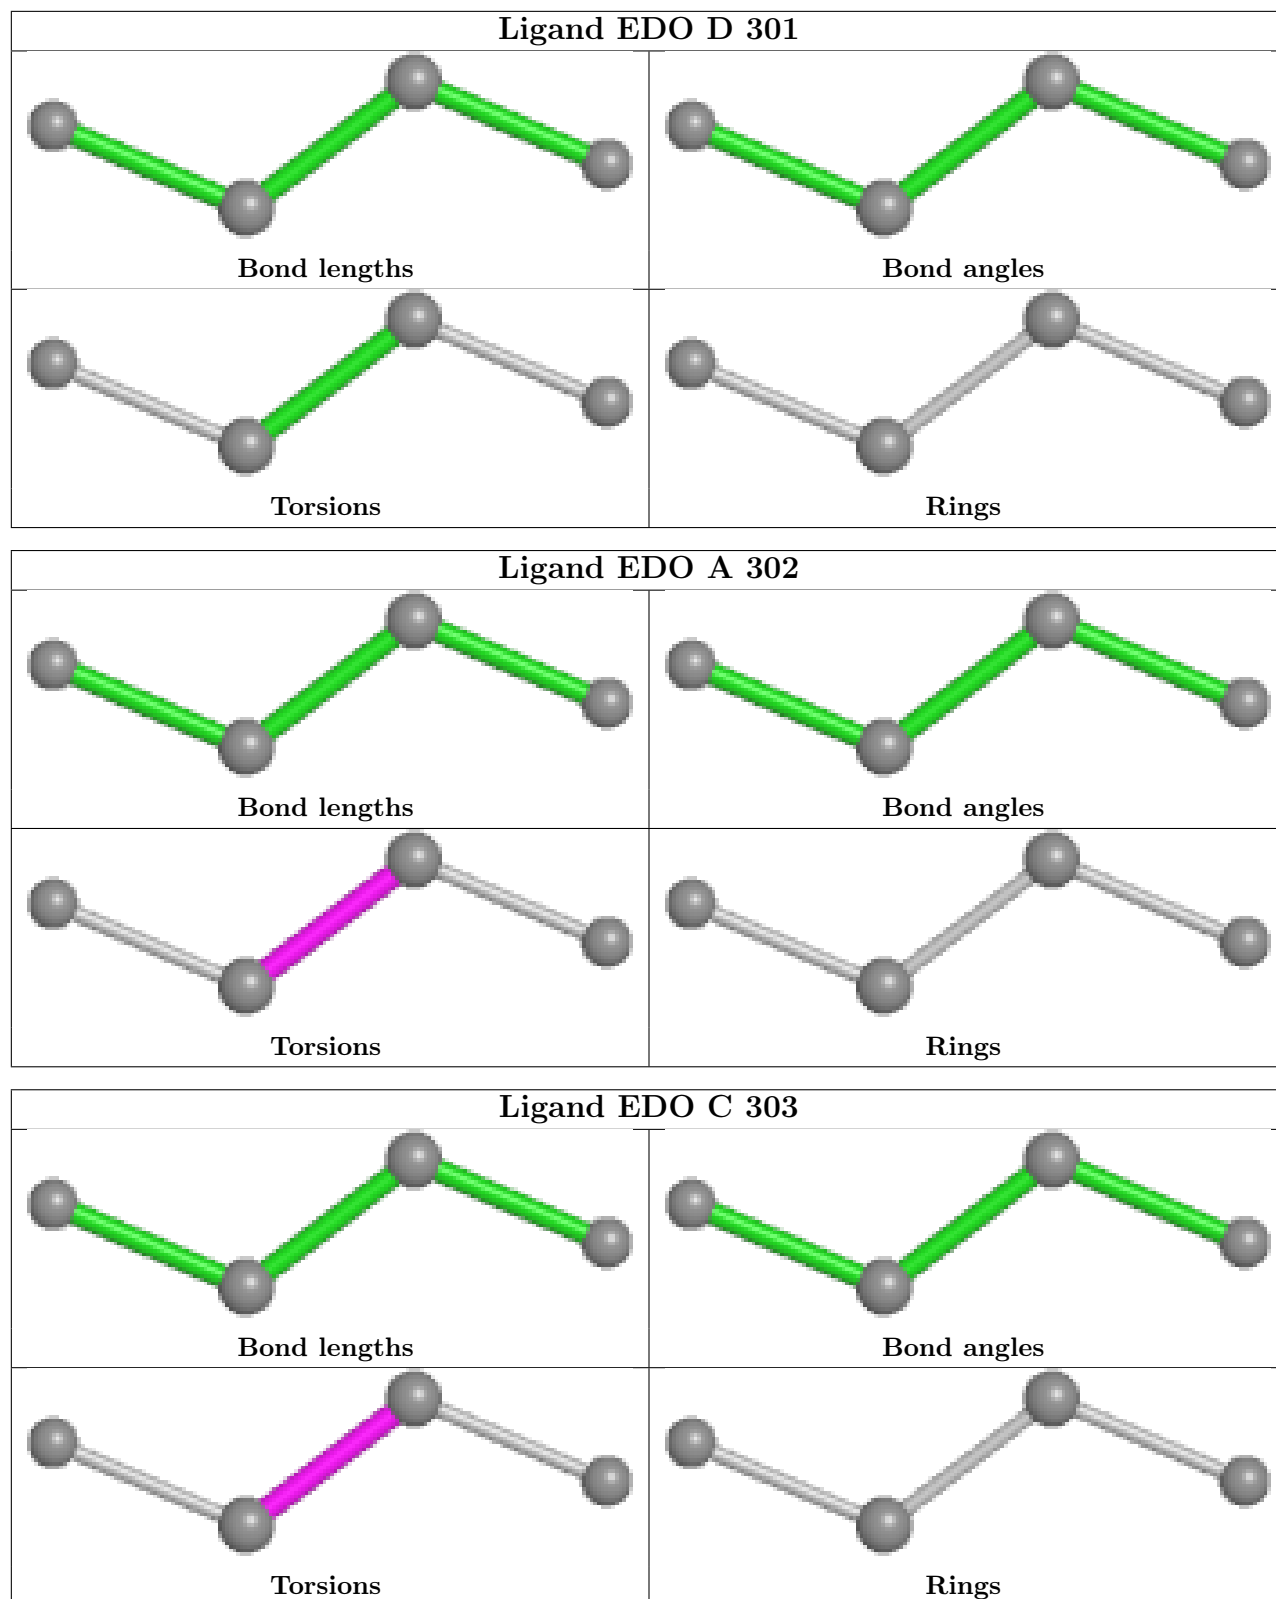 Ligand EDO D 301
Bond lengths
Bond angles
Torsions
Rings
Ligand EDO A 302
Bond lengths
Bond angles
Torsions
Rings
Ligand EDO C 303
Bond lengths
Bond angles
Torsions
Rings